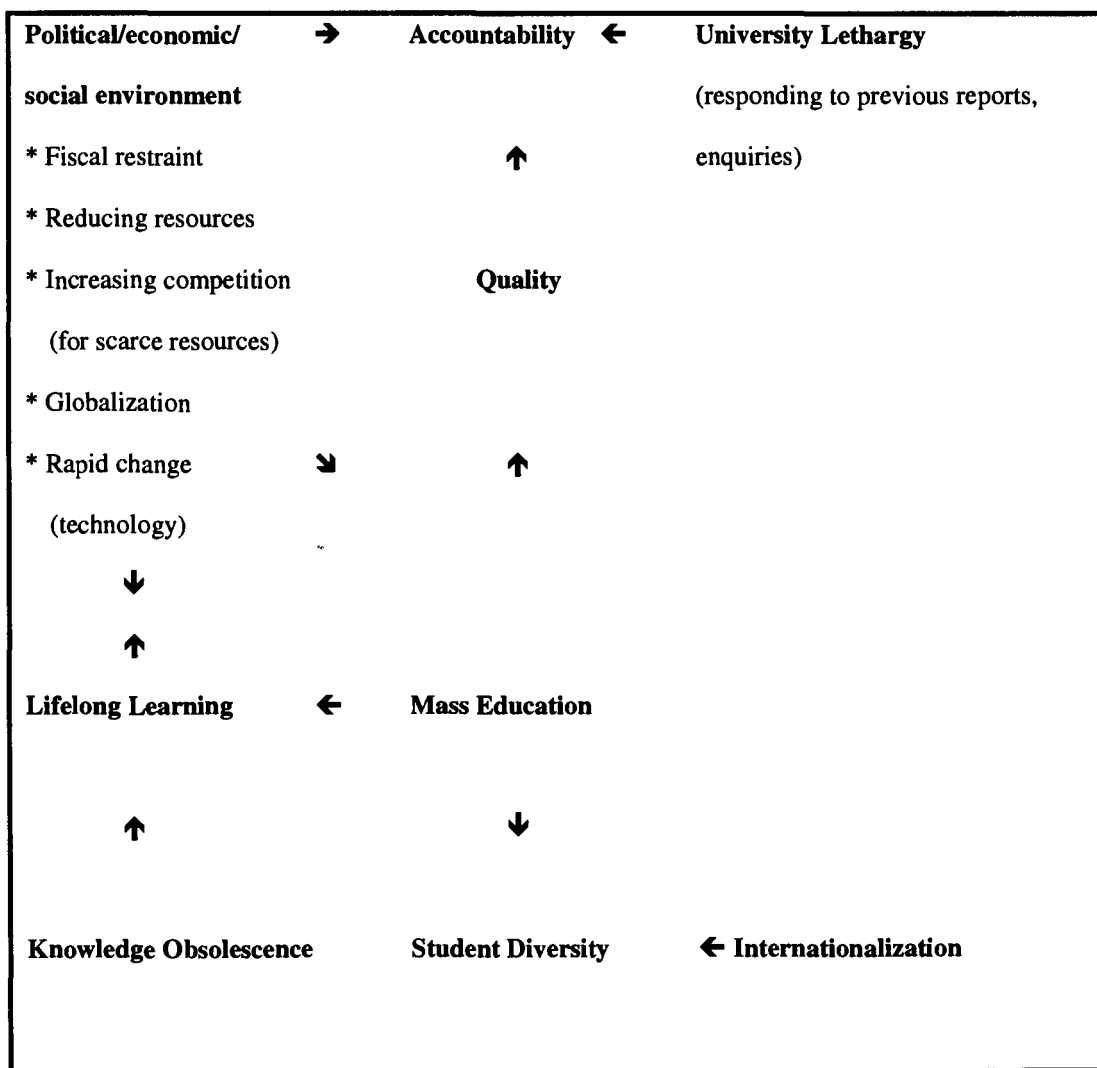 Political/economic/ → Accountability ← University Lethargy
social environment (responding to previous reports,
* Fiscal restraint ↑ enquiries)
* Reducing resources
* Increasing competition Quality
(for scarce resources)
* Globalization
* Rapid change ↘ ↑
(technology)
↓
↑
Lifelong Learning ← Mass Education
↑ ↓
Knowledge Obsolescence Student Diversity ← Internationalization